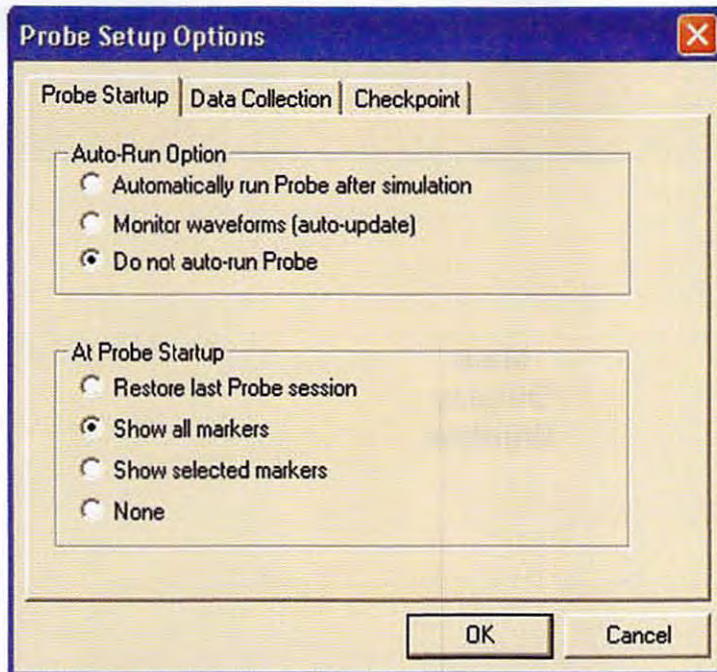 Probe Setup Options
Probe Startup
Data Collection
Checkpoint
Auto-Run Option
Automatically run Probe after simulation
Monitor waveforms (auto-update)
Do not auto-run Probe
At Probe Startup
Restore last Probe session
Show all markers
Show selected markers
None
OK
Cancel